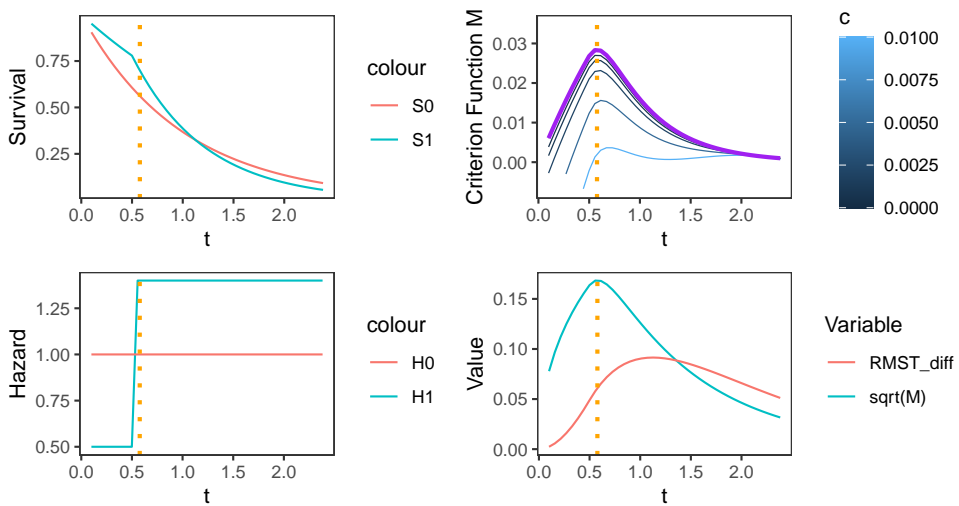 Survival
0.75
0.50
0.25
0.0
0.5
1.0
1.5
2.0
t
colour
S0
S1
Criterion Function M
0.03
0.02
0.01
0.00
0.0
0.5
1.0
1.5
2.0
t
c
0.0100
0.0075
0.0050
0.0025
0.0000
Hazard
1.25
1.00
0.75
0.50
0.0
0.5
1.0
1.5
2.0
t
colour
H0
H1
Value
0.15
0.10
0.05
0.00
0.0
0.5
1.0
1.5
2.0
t
Variable
RMST_diff
sqrt(M)